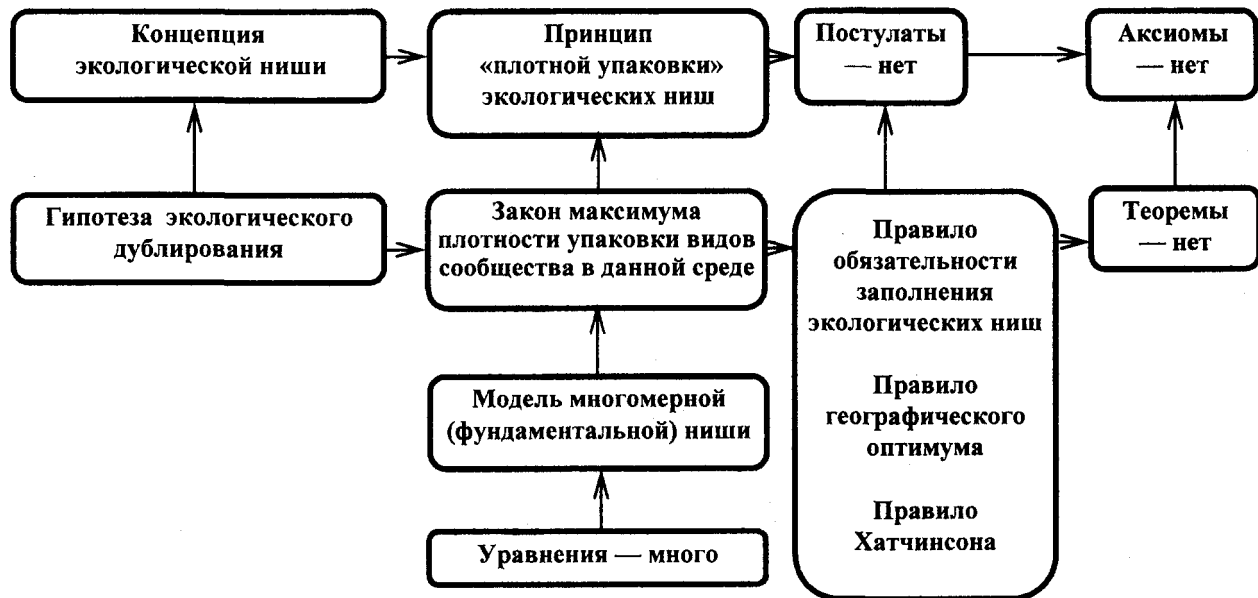 Концепция
экологической ниши
Принцип
«плотной упаковки»
экологических ниш
Постулаты
— нет
Аксиомы
— нет
Гипотеза экологического
дублирования
Закон максимума
плотности упаковки видов
сообщества в данной среде
Правило
обязательности
заполнения
экологических ниш
Правило
географического
оптимума
Правило
Хатчинсона
Теоремы
— нет
Модель многомерной
(фундаментальной) ниши
Уравнения — много